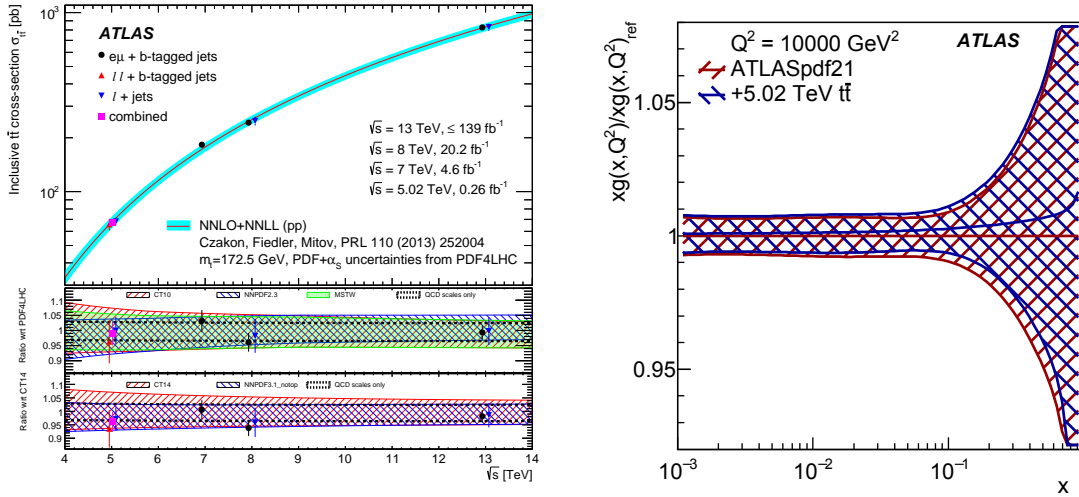 Inclusive tt̄ cross-section σ_tt̄ [pb]
10³
10²
ATLAS
eμ + b-tagged jets
l l + b-tagged jets
l + jets
combined
√s = 13 TeV, ≤ 139 fb⁻¹
√s = 8 TeV, 20.2 fb⁻¹
√s = 7 TeV, 4.6 fb⁻¹
√s = 5.02 TeV, 0.26 fb⁻¹
NNLO+NNLL (pp)
Czakon, Fiedler, Mitov, PRL 110 (2013) 252004
m_t=172.5 GeV, PDF+α_S uncertainties from PDF4LHC
Ratio wrt PDF4LHC
CT10 NNPDF2.3 MSTW QCD scales only
1.1
1.05
1
0.95
0.9
Ratio wrt CT14
CT14 NNPDF3.1_notop QCD scales only
1.1
1.05
1
0.95
0.9
4 5 6 7 8 9 10 11 12 13 14
√s [TeV]
xg(x,Q²)/xg(x,Q²)_ref
Q² = 10000 GeV² ATLAS
ATLASpdf21
+5.02 TeV tt̄
1.05
1
0.95
10⁻³ 10⁻² 10⁻¹ x